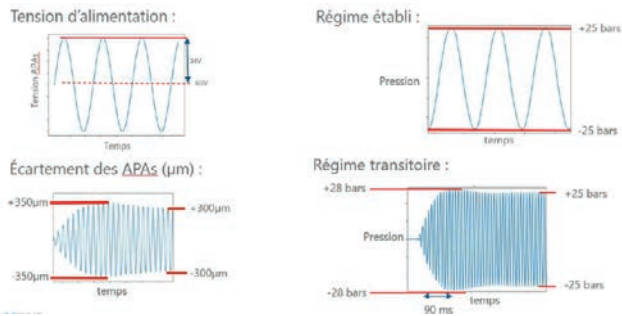 Tension d'alimentation :
Tension APAs
Temps
Régime établi :
+25 bars
Pression
-25 bars
temps
Écartement des APAs (µm) :
+350µm
+300µm
-350µm
-300µm
temps
Régime transitoire :
+28 bars
+25 bars
Pression
-25 bars
-28 bars
temps
90 ms